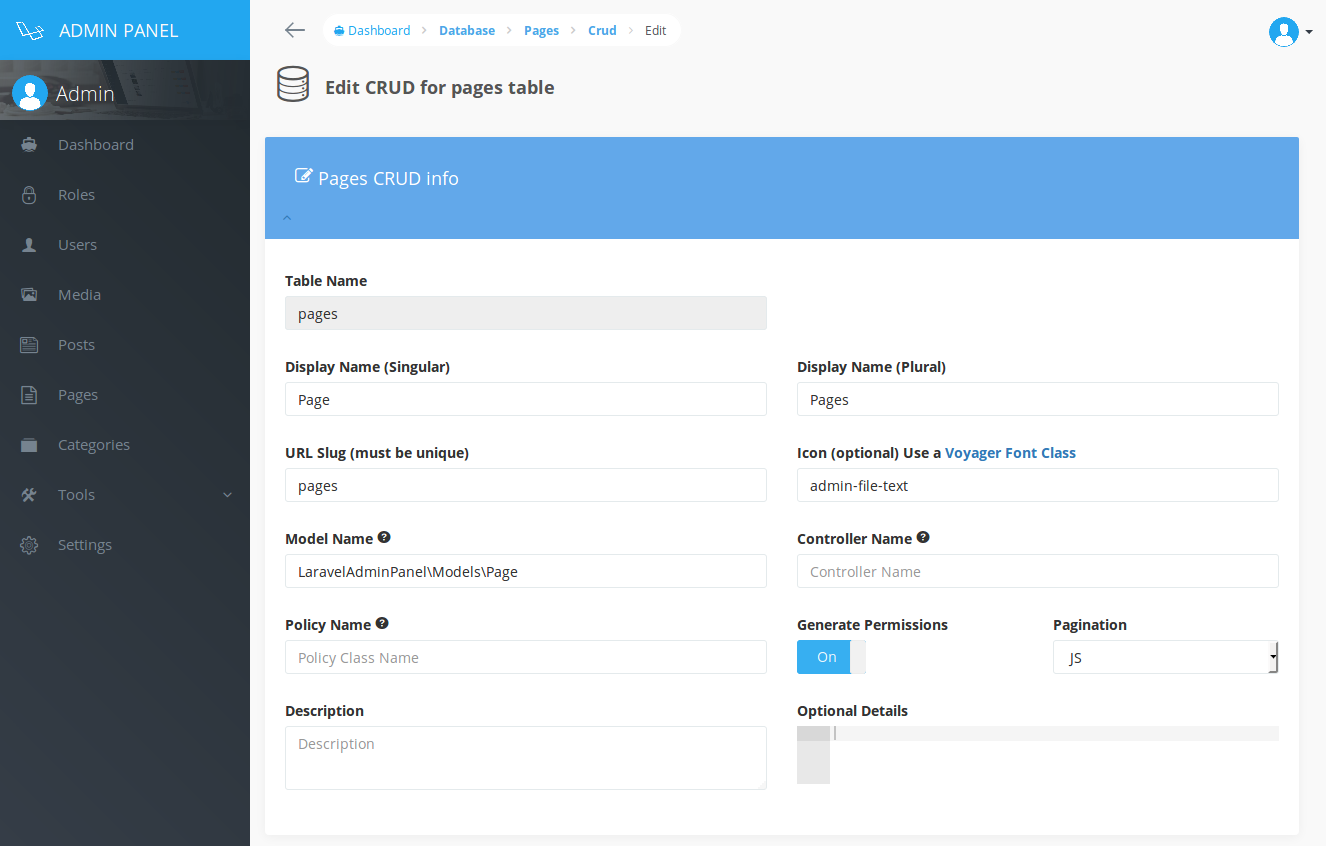 ADMIN PANEL
Dashboard
Database
Pages
Crud
Edit
Admin
Edit CRUD for pages table
Dashboard
Roles
Users
Media
Posts
Pages
Categories
Tools
Settings
Pages CRUD info
Table Name
pages
Display Name (Singular)
Display Name (Plural)
Page
Pages
URL Slug (must be unique)
Icon (optional) Use a Voyager Font Class
pages
admin-file-text
Model Name
Controller Name
LaravelAdminPanel\Models\Page
Controller Name
Policy Name
Generate Permissions
Pagination
Policy Class Name
On
JS
Description
Optional Details
Description